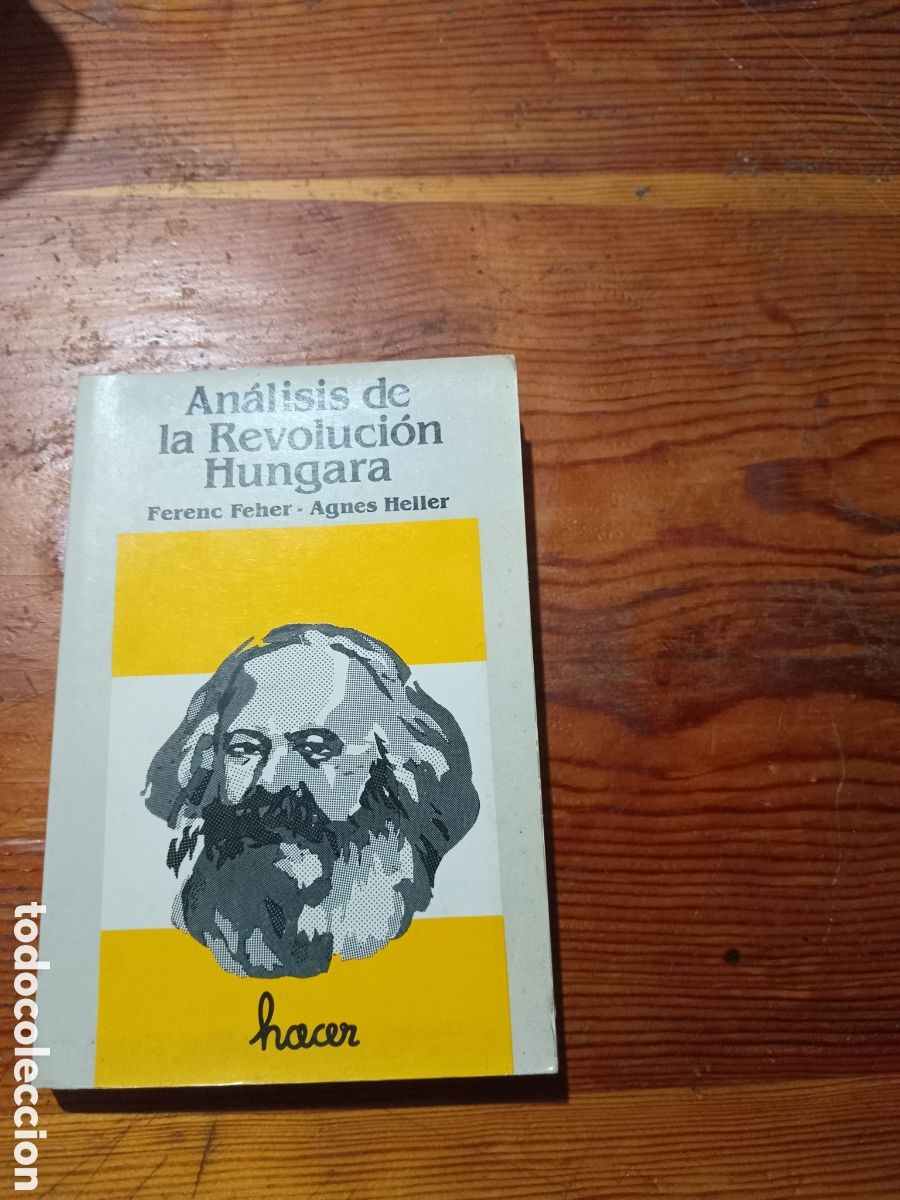 Análisis de
la Revolución
Hungara
Ferenc Feher - Agnes Heller
hacer
todocoleccion